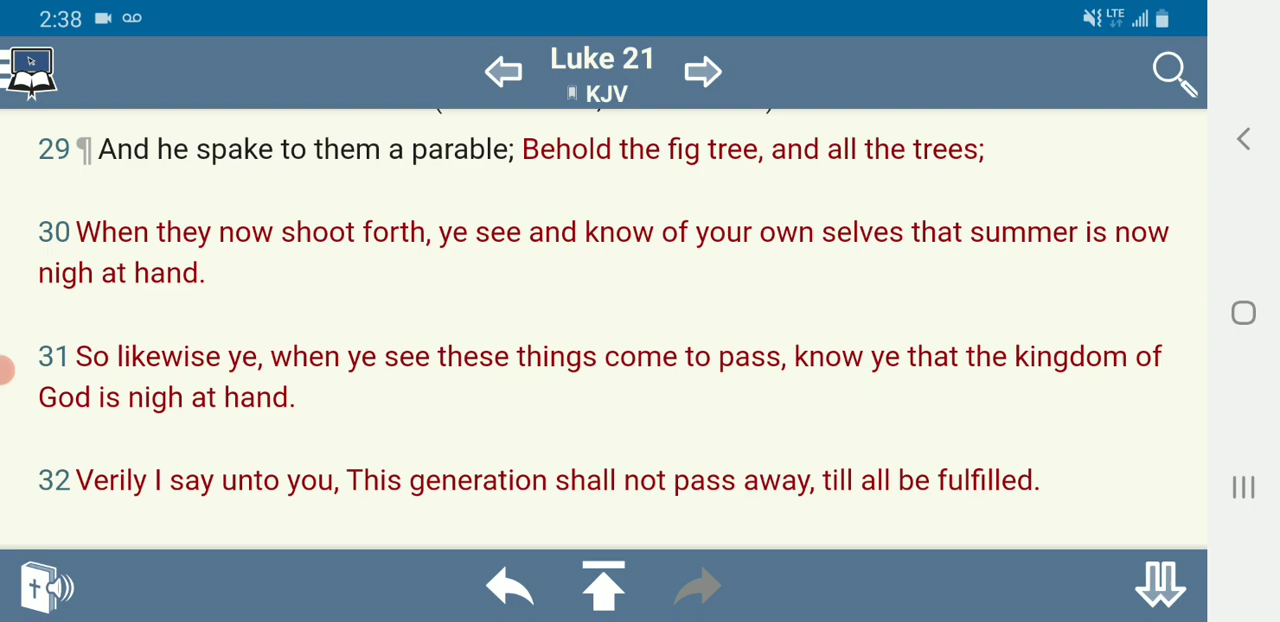 2:38
LTE
Luke 21
KJV
29 ¶ And he spake to them a parable; Behold the fig tree, and all the trees;
30 When they now shoot forth, ye see and know of your own selves that summer is now
nigh at hand.
31 So likewise ye, when ye see these things come to pass, know ye that the kingdom of
God is nigh at hand.
32 Verily I say unto you, This generation shall not pass away, till all be fulfilled.